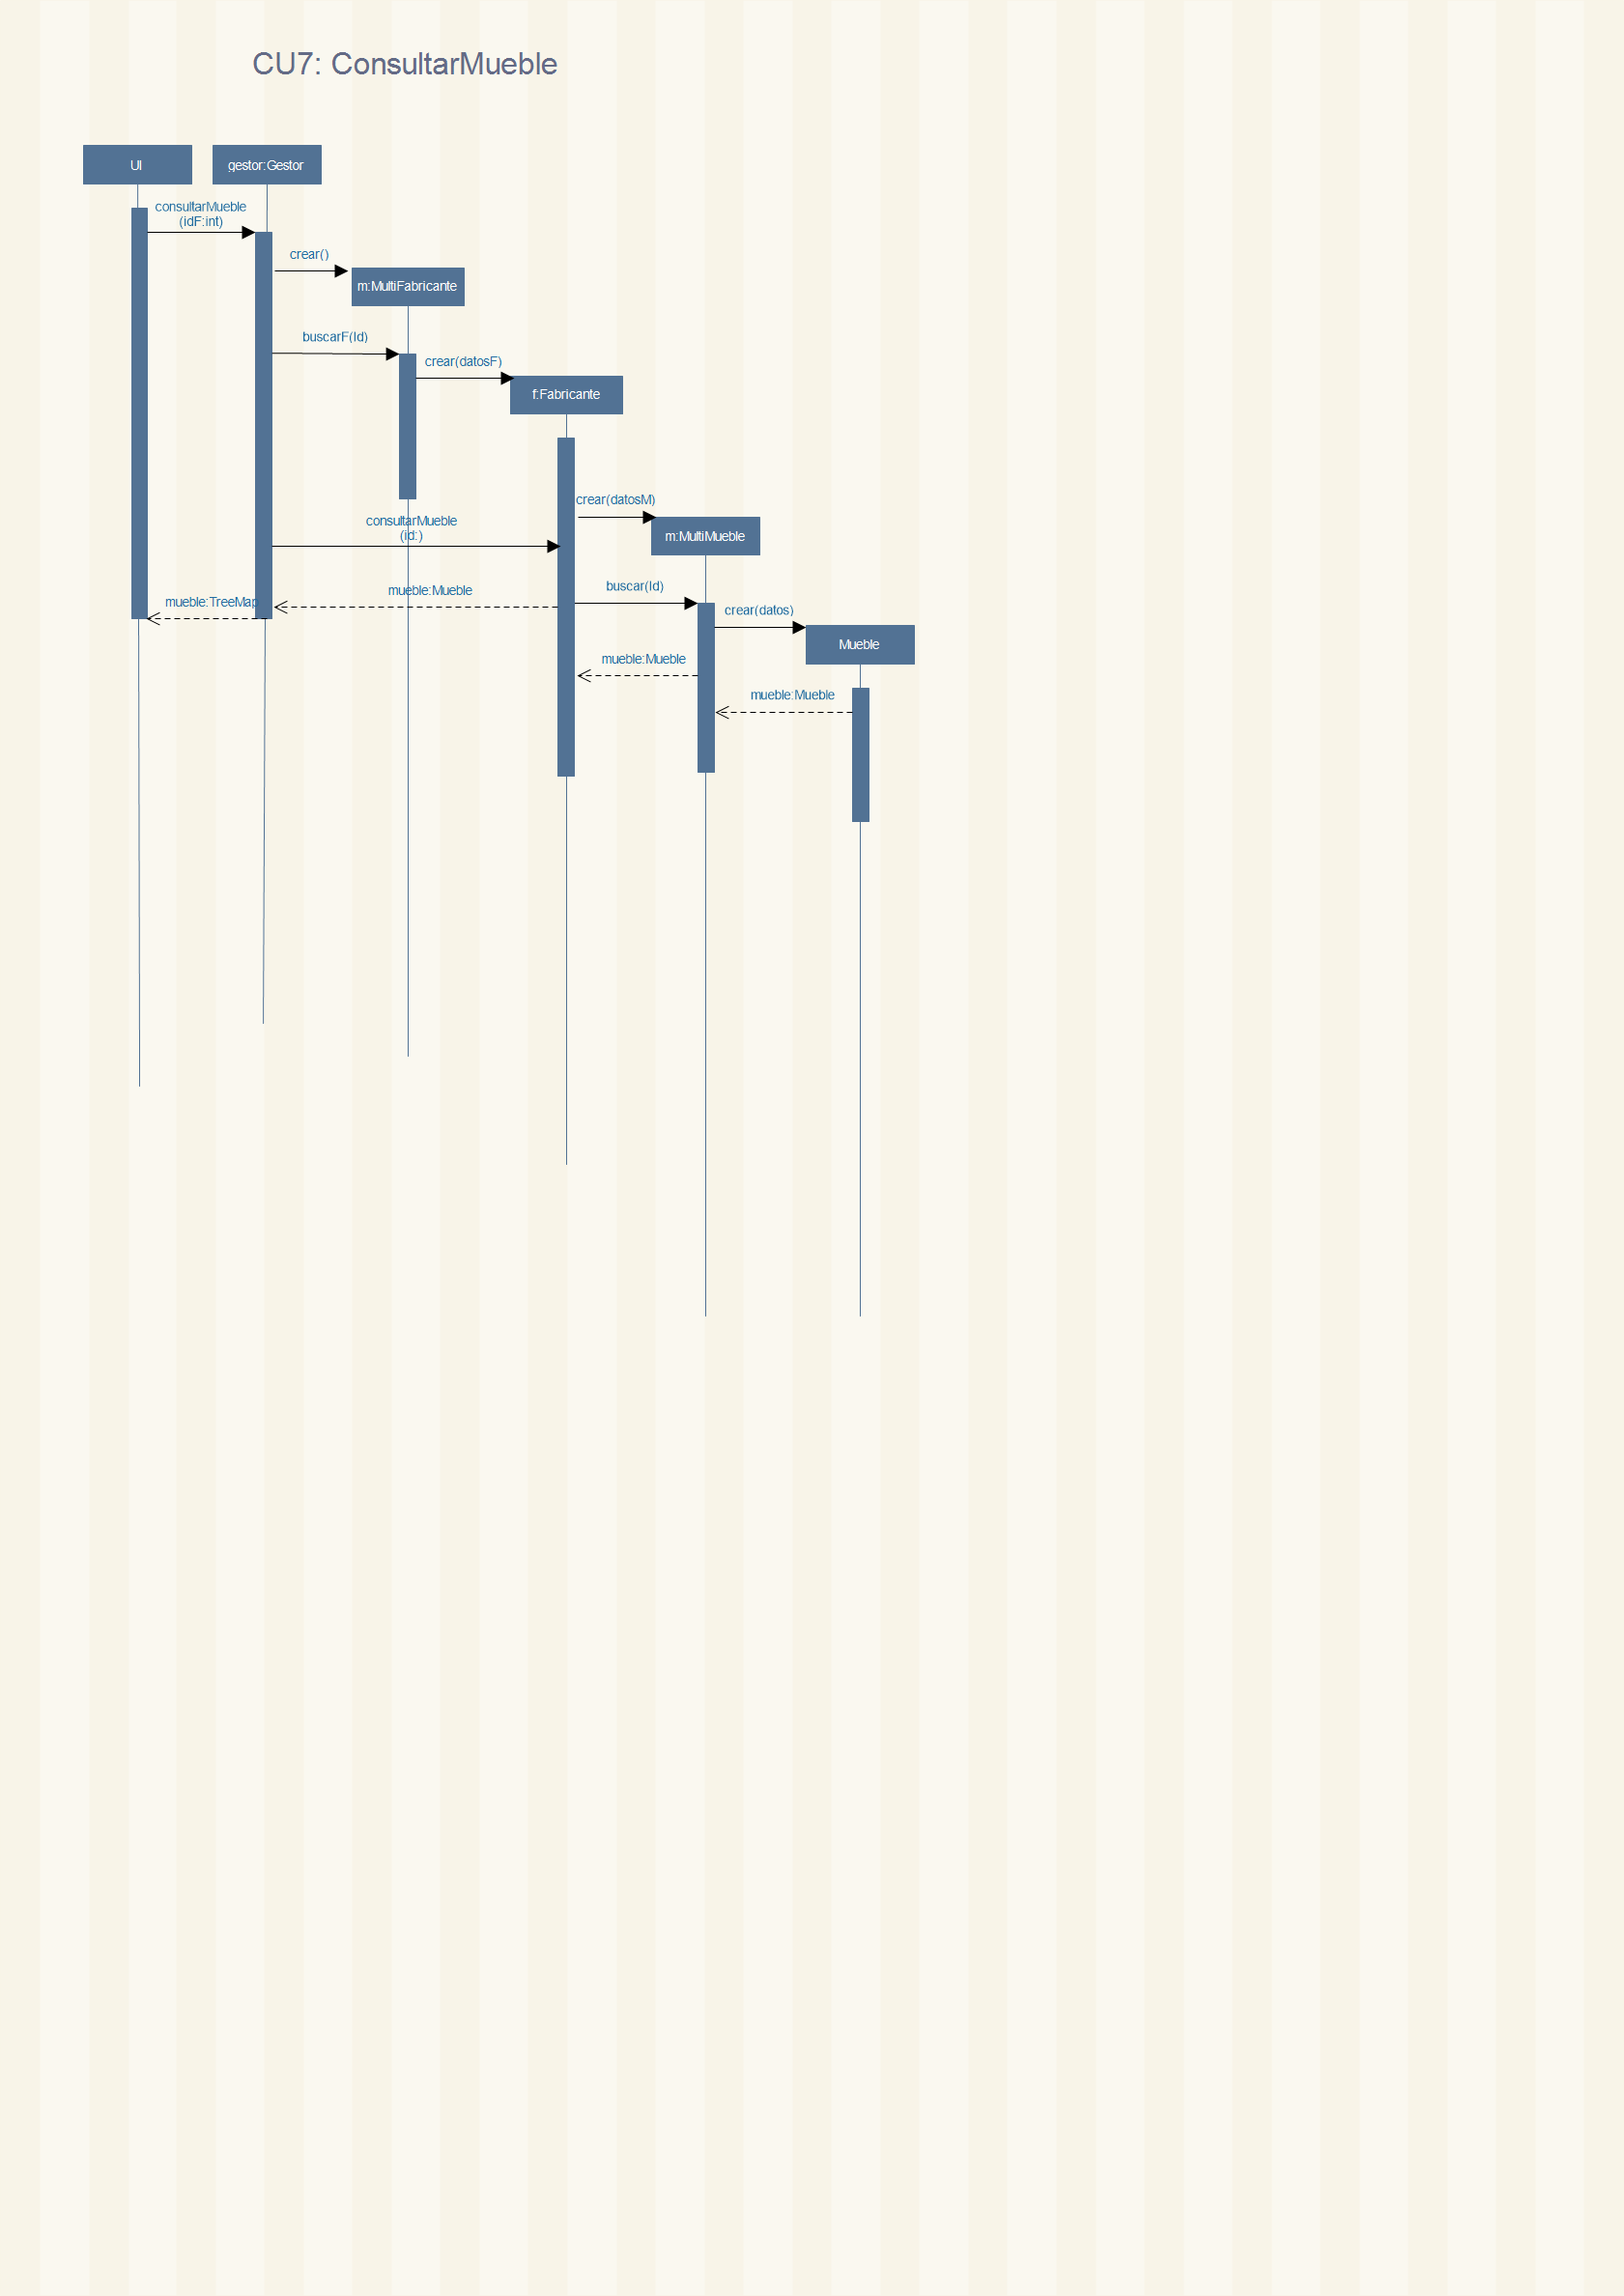 CU7: ConsultarMueble
UI
gestor:Gestor
consultarMueble
(idF:int)
crear()
m:MultiFabricante
buscarF(Id)
crear(datosF)
f:Fabricante
crear(datosM)
consultarMueble
(id:)
m:MultiMueble
mueble:Mueble
buscar(Id)
mueble:TreeMap
crear(datos)
Mueble
mueble:Mueble
mueble:Mueble